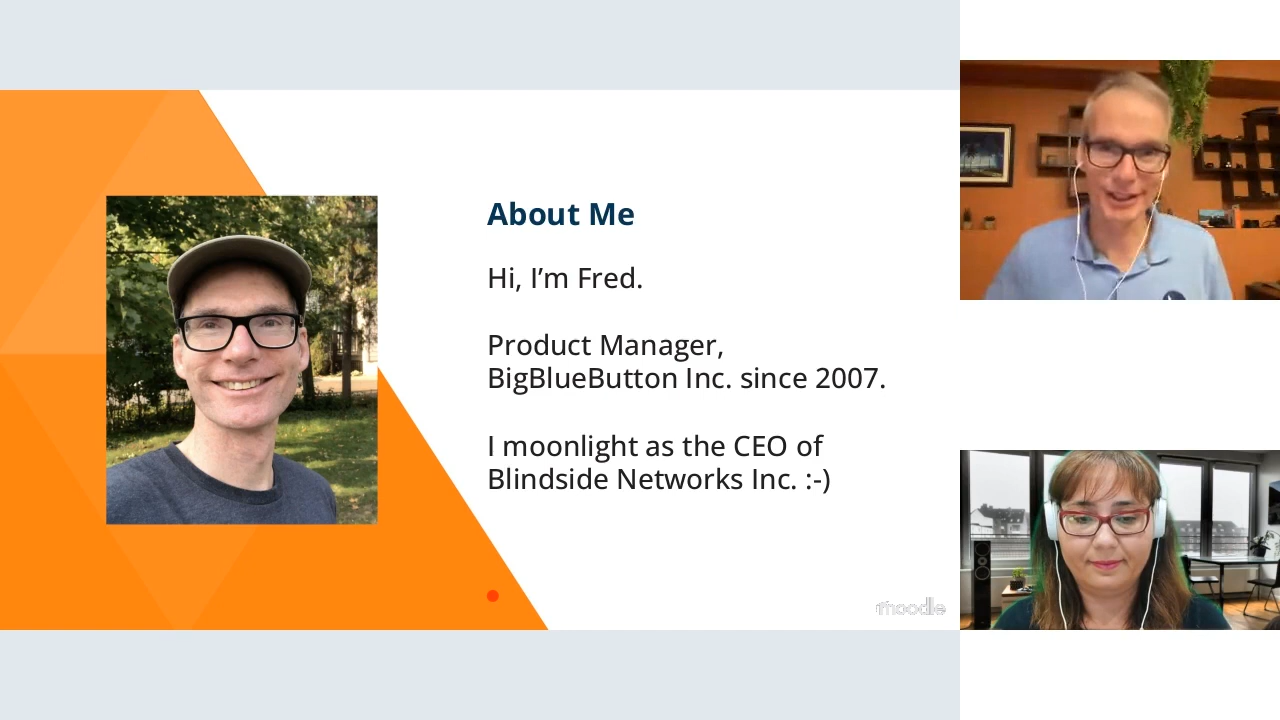 About Me
Hi, I’m Fred.
Product Manager,
BigBlueButton Inc. since 2007.
I moonlight as the CEO of
Blindside Networks Inc. :-)
moodle